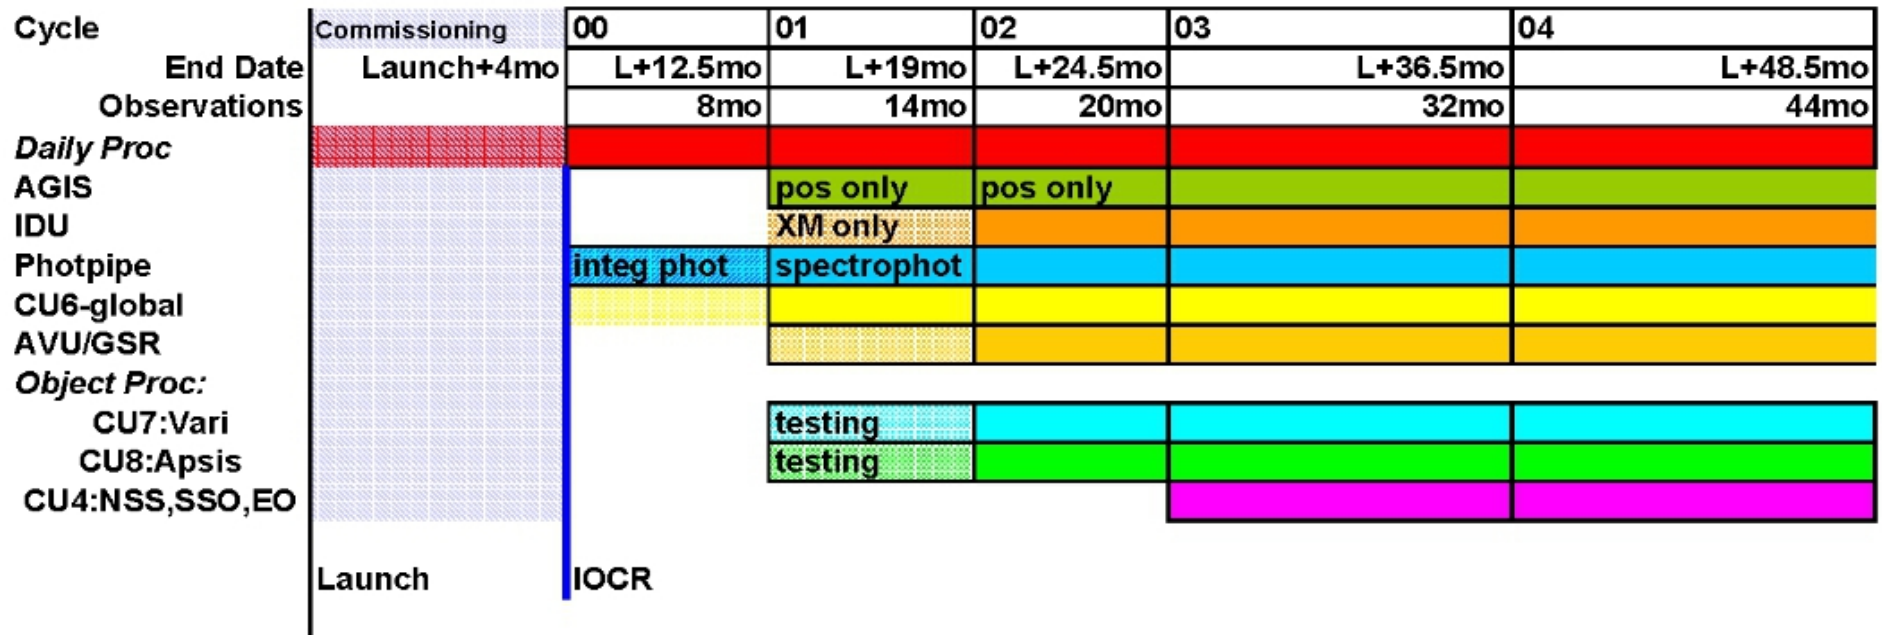 Cycle Commissioning 00 01 02 03 04
End Date Launch+4mo L+12.5mo L+19mo L+24.5mo L+36.5mo L+48.5mo
Observations 8mo 14mo 20mo 32mo 44mo
Daily Proc
AGIS pos only pos only
IDU XM only
Photpipe integ phot spectrophot
CU6-global
AVU/GSR
Object Proc:
CU7:Vari testing
CU8:Apsis testing
CU4:NSS,SSO,EO
Launch IOCR